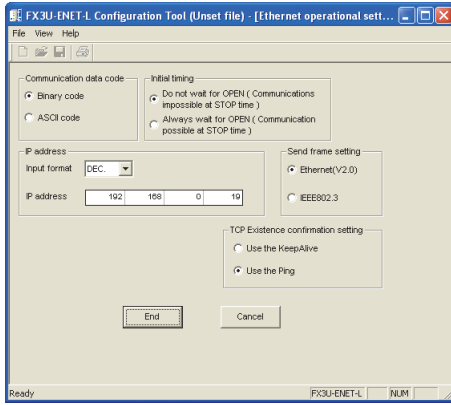 FX3U-ENET-L Configuration Tool (Unset file) - [Ethernet operational sett...
File View Help
Communication data code
Binary code
ASCII code
Initial timing
Do not wait for OPEN ( Communications
impossible at STOP time )
Always wait for OPEN ( Communication
possible at STOP time )
IP address
Input format DEC.
IP address 192 168 0 19
Send frame setting
Ethernet(V2.0)
IEEE802.3
TCP Existence confirmation setting
Use the KeepAlive
Use the Ping
End Cancel
Ready FX3U-ENET-L NUM